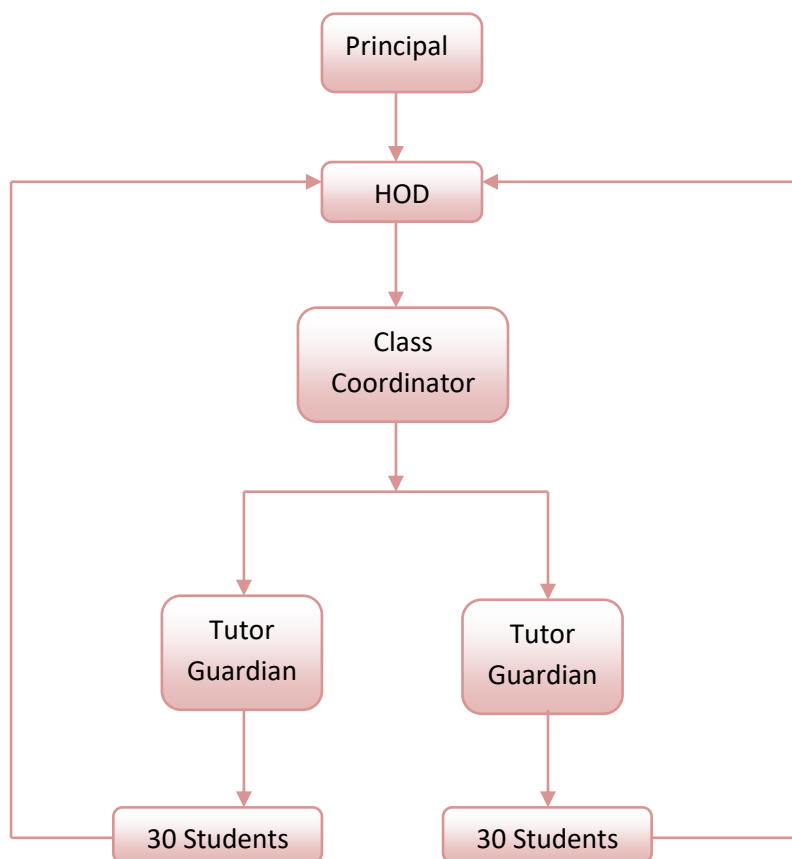 Principal
HOD
Class
Coordinator
Tutor
Guardian
Tutor
Guardian
30 Students
30 Students